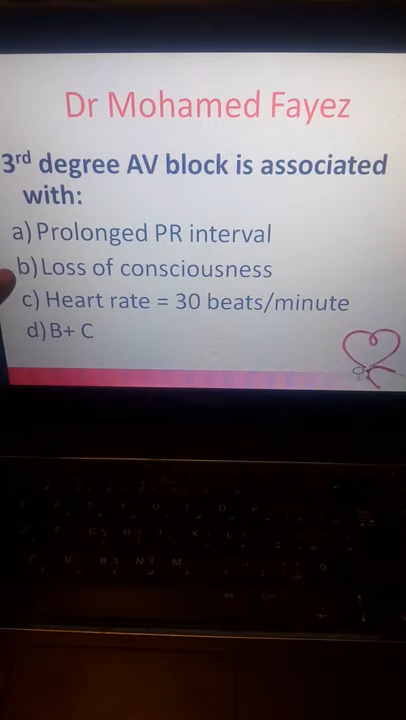 Dr Mohamed Fayez
3rd degree AV block is associated
with:
a) Prolonged PR interval
b) Loss of consciousness
c) Heart rate = 30 beats/minute
d) B+ C